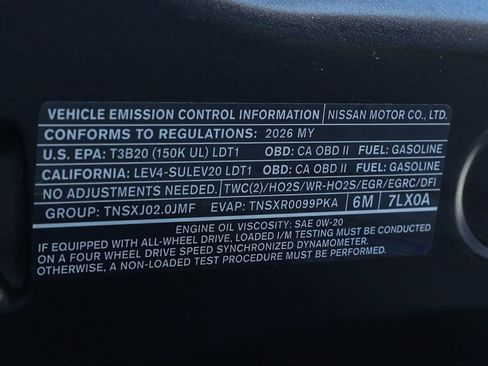 VEHICLE EMISSION CONTROL INFORMATION NISSAN MOTOR CO., LTD.
CONFORMS TO REGULATIONS: 2026 MY
U.S. EPA: T3B20 (150K UL) LDT1 OBD: CA OBD II FUEL: GASOLINE
CALIFORNIA: LEV4-SULEV20 LDT1 OBD: CA OBD II FUEL: GASOLINE
NO ADJUSTMENTS NEEDED. TWC(2)/HO2S/WR-HO2S/EGR/EGRC/DFI
GROUP: TNSXJ02.0JMF EVAP: TNSXR0099PKA 6M 7LX0A
ENGINE OIL VISCOSITY: SAE 0W-20
IF EQUIPPED WITH ALL-WHEEL DRIVE, LOADED I/M TESTING MUST BE CONDUCTED
ON A FOUR WHEEL DRIVE SPEED SYNCHRONIZED DYNAMOMETER.
OTHERWISE, A NON-LOADED TEST PROCEDURE MUST BE CONDUCTED.